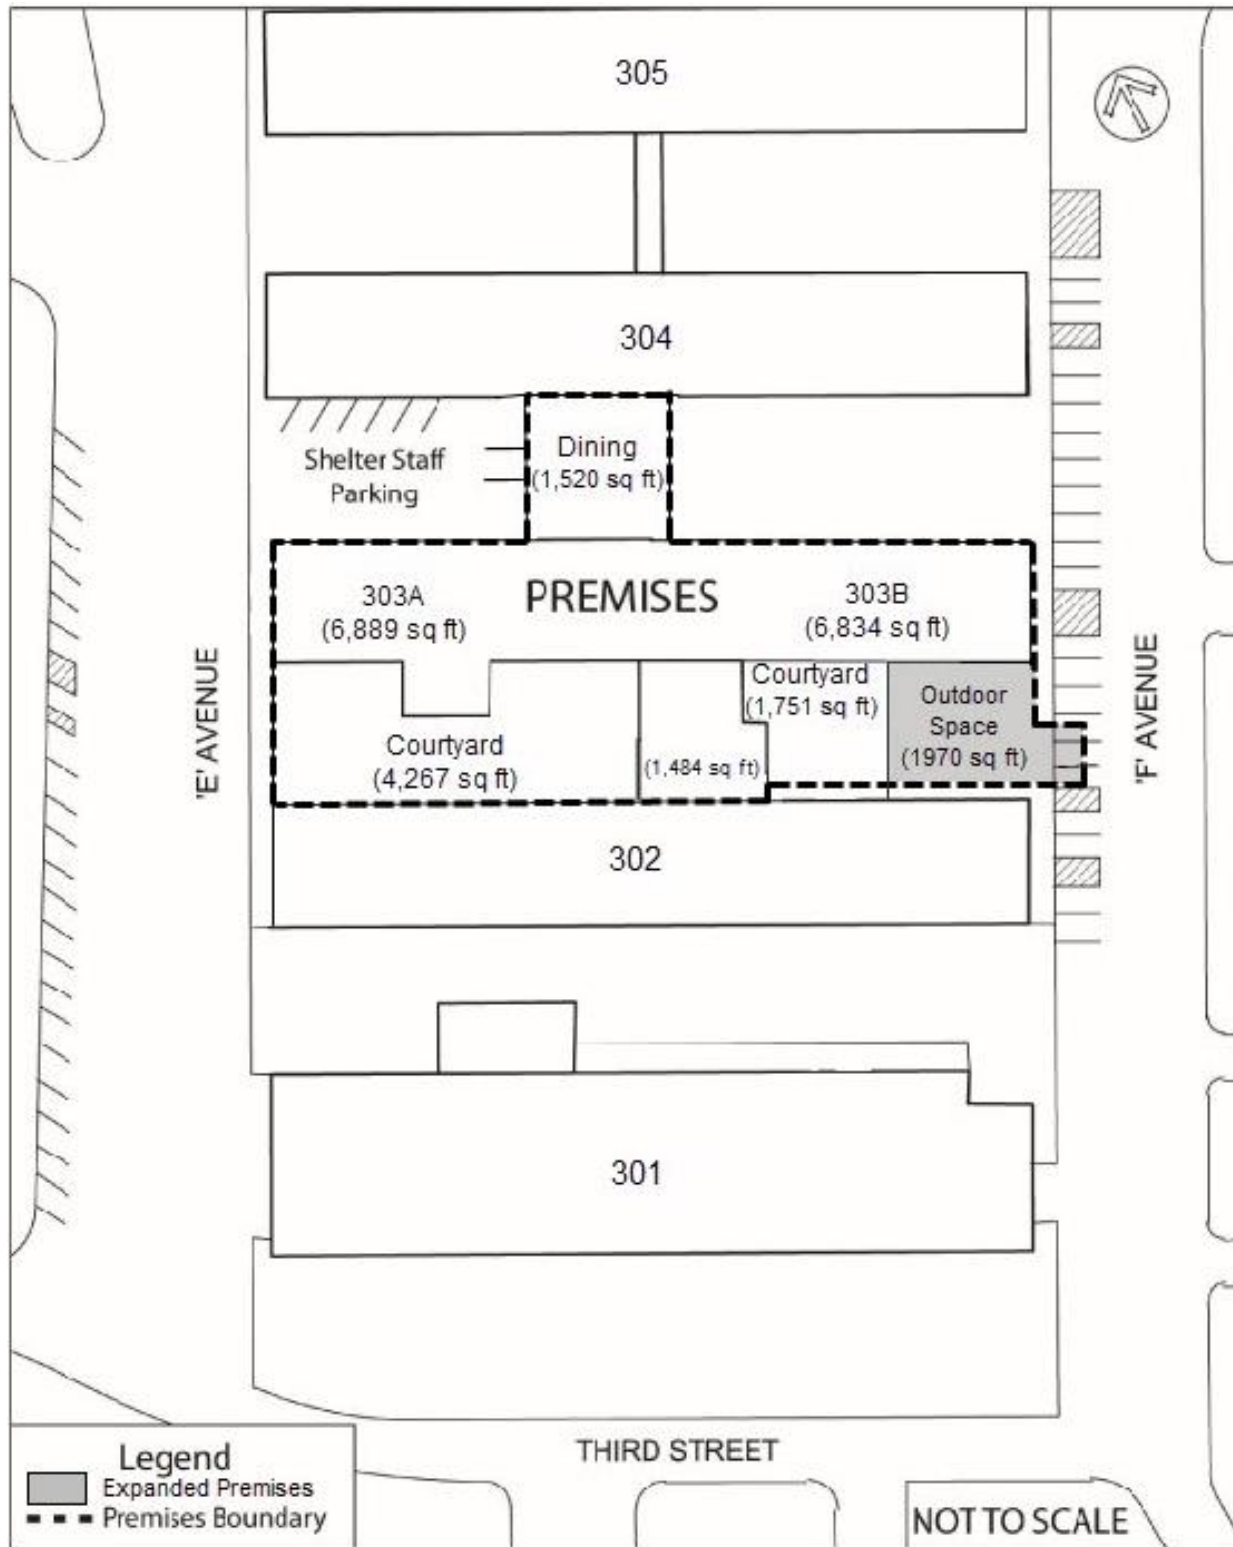 305
304
Dining
(1,520 sq ft)
Shelter Staff
Parking
303A
(6,889 sq ft)
PREMISES
303B
(6,834 sq ft)
'E' AVENUE
'F' AVENUE
Courtyard
(4,267 sq ft)
(1,484 sq ft)
Courtyard
(1,751 sq ft)
Outdoor
Space
(1970 sq ft)
302
301
THIRD STREET
Legend
Expanded Premises
Premises Boundary
NOT TO SCALE